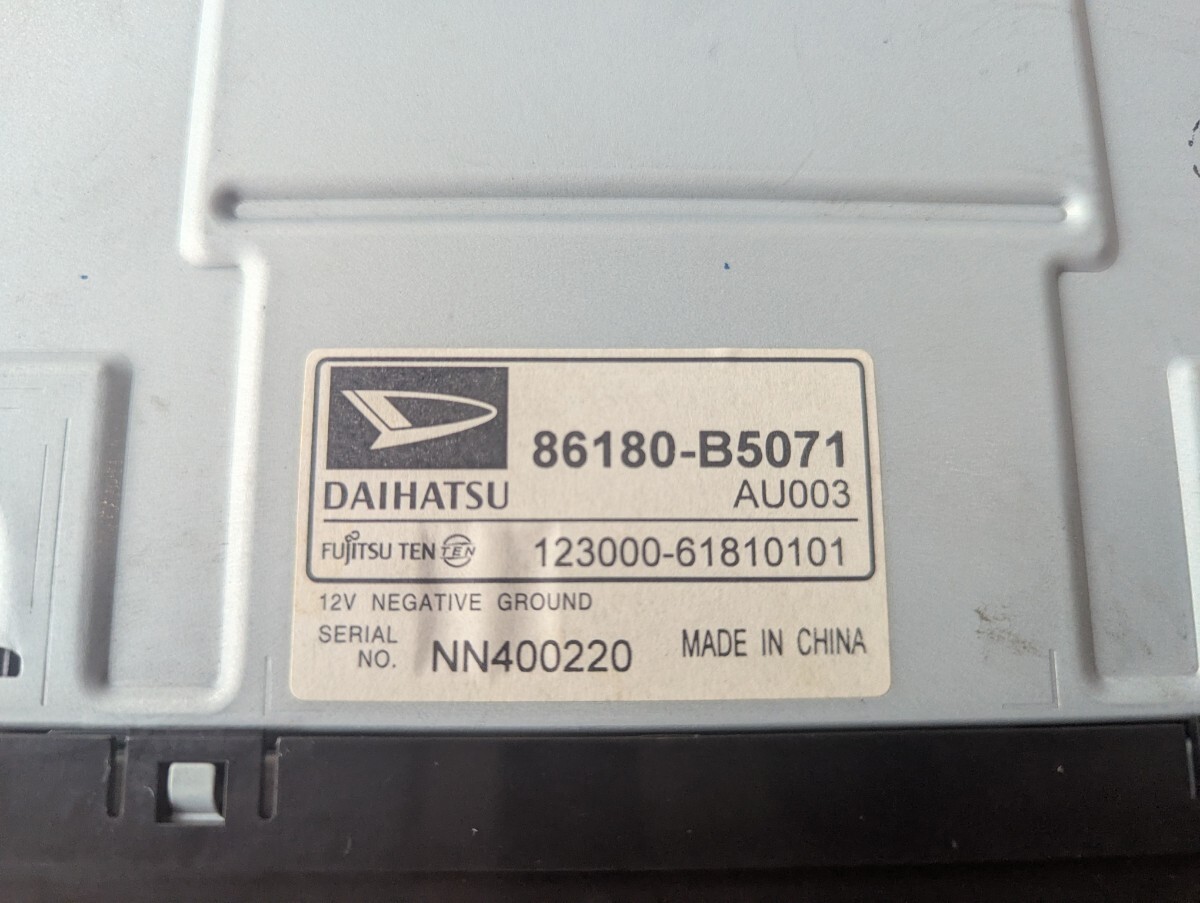 86180-B5071
DAIHATSU AU003
FUJITSU TEN TEN 123000-61810101
12V NEGATIVE GROUND
SERIAL NO. NN400220 MADE IN CHINA